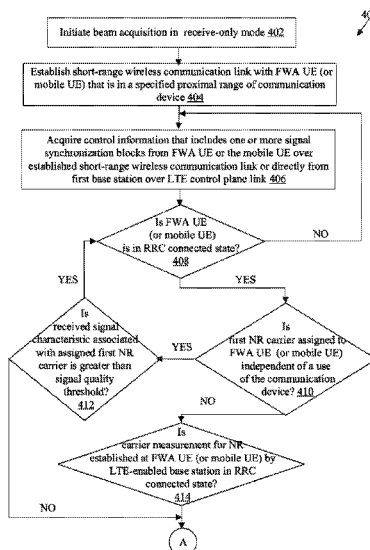 40
Initiate beam acquisition in receive-only mode 402
Establish short-range wireless communication link with FWA UE (or
mobile UE) that is in a specified proximal range of communication
device 404
Acquire control information that includes one or more signal
synchronization blocks from FWA UE or the mobile UE over
established short-range wireless communication link or directly from
first base station over LTE control plane link 406
Is FWA UE
(or mobile UE)
is in RRC connected state?
408
NO
YES
YES
Is
received signal
characteristic associated
with assigned first NR
carrier is greater than
signal quality
threshold?
412
YES
Is
first NR carrier assigned to
FWA UE (or mobile UE)
independent of a use
of the communication
device? 410
NO
Is
carrier measurement for NR
established at FWA UE (or mobile UE) by
LTE-enabled base station in RRC
connected state?
414
NO
A